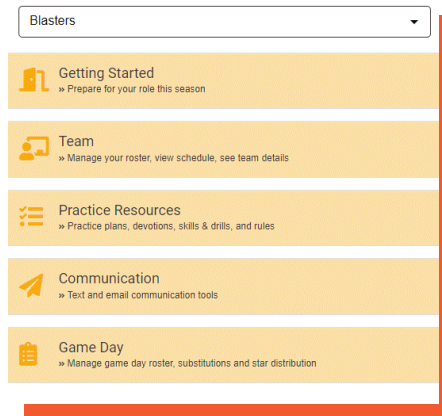 Blasters
Getting Started
» Prepare for your role this season
Team
» Manage your roster, view schedule, see team details
Practice Resources
» Practice plans, devotions, skills & drills, and rules
Communication
» Text and email communication tools
Game Day
» Manage game day roster, substitutions and star distribution